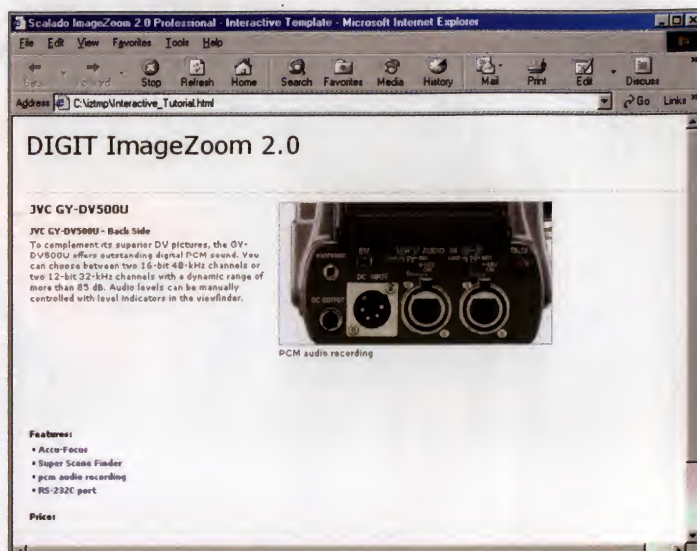 Scalado ImageZoom 2.0 Professional - Interactive Template - Microsoft Internet Explorer
File Edit View Favorites Tools Help
Back Forward Stop Refresh Home Search Favorites Media History Mail Print Edit Discuss
Address C:\iztmp\Interactive_Tutorial.html Go Links
DIGIT ImageZoom 2.0
JVC GY-DV500U
JVC GY-DV500U - Back Side
To complement its superior DV pictures, the GY-
DV500U offers outstanding digital PCM sound. You
can choose between two 16-bit 48-kHz channels or
two 12-bit 32-kHz channels with a dynamic range of
more than 85 dB. Audio levels can be manually
controlled with level indicators in the viewfinder.
EARPHONE
AUDIO IN
DC INPUT
DC OUTPUT
PCM audio recording
Features:
• Accu-Focus
• Super Scene Finder
• pcm audio recording
• RS-232C port
Price: